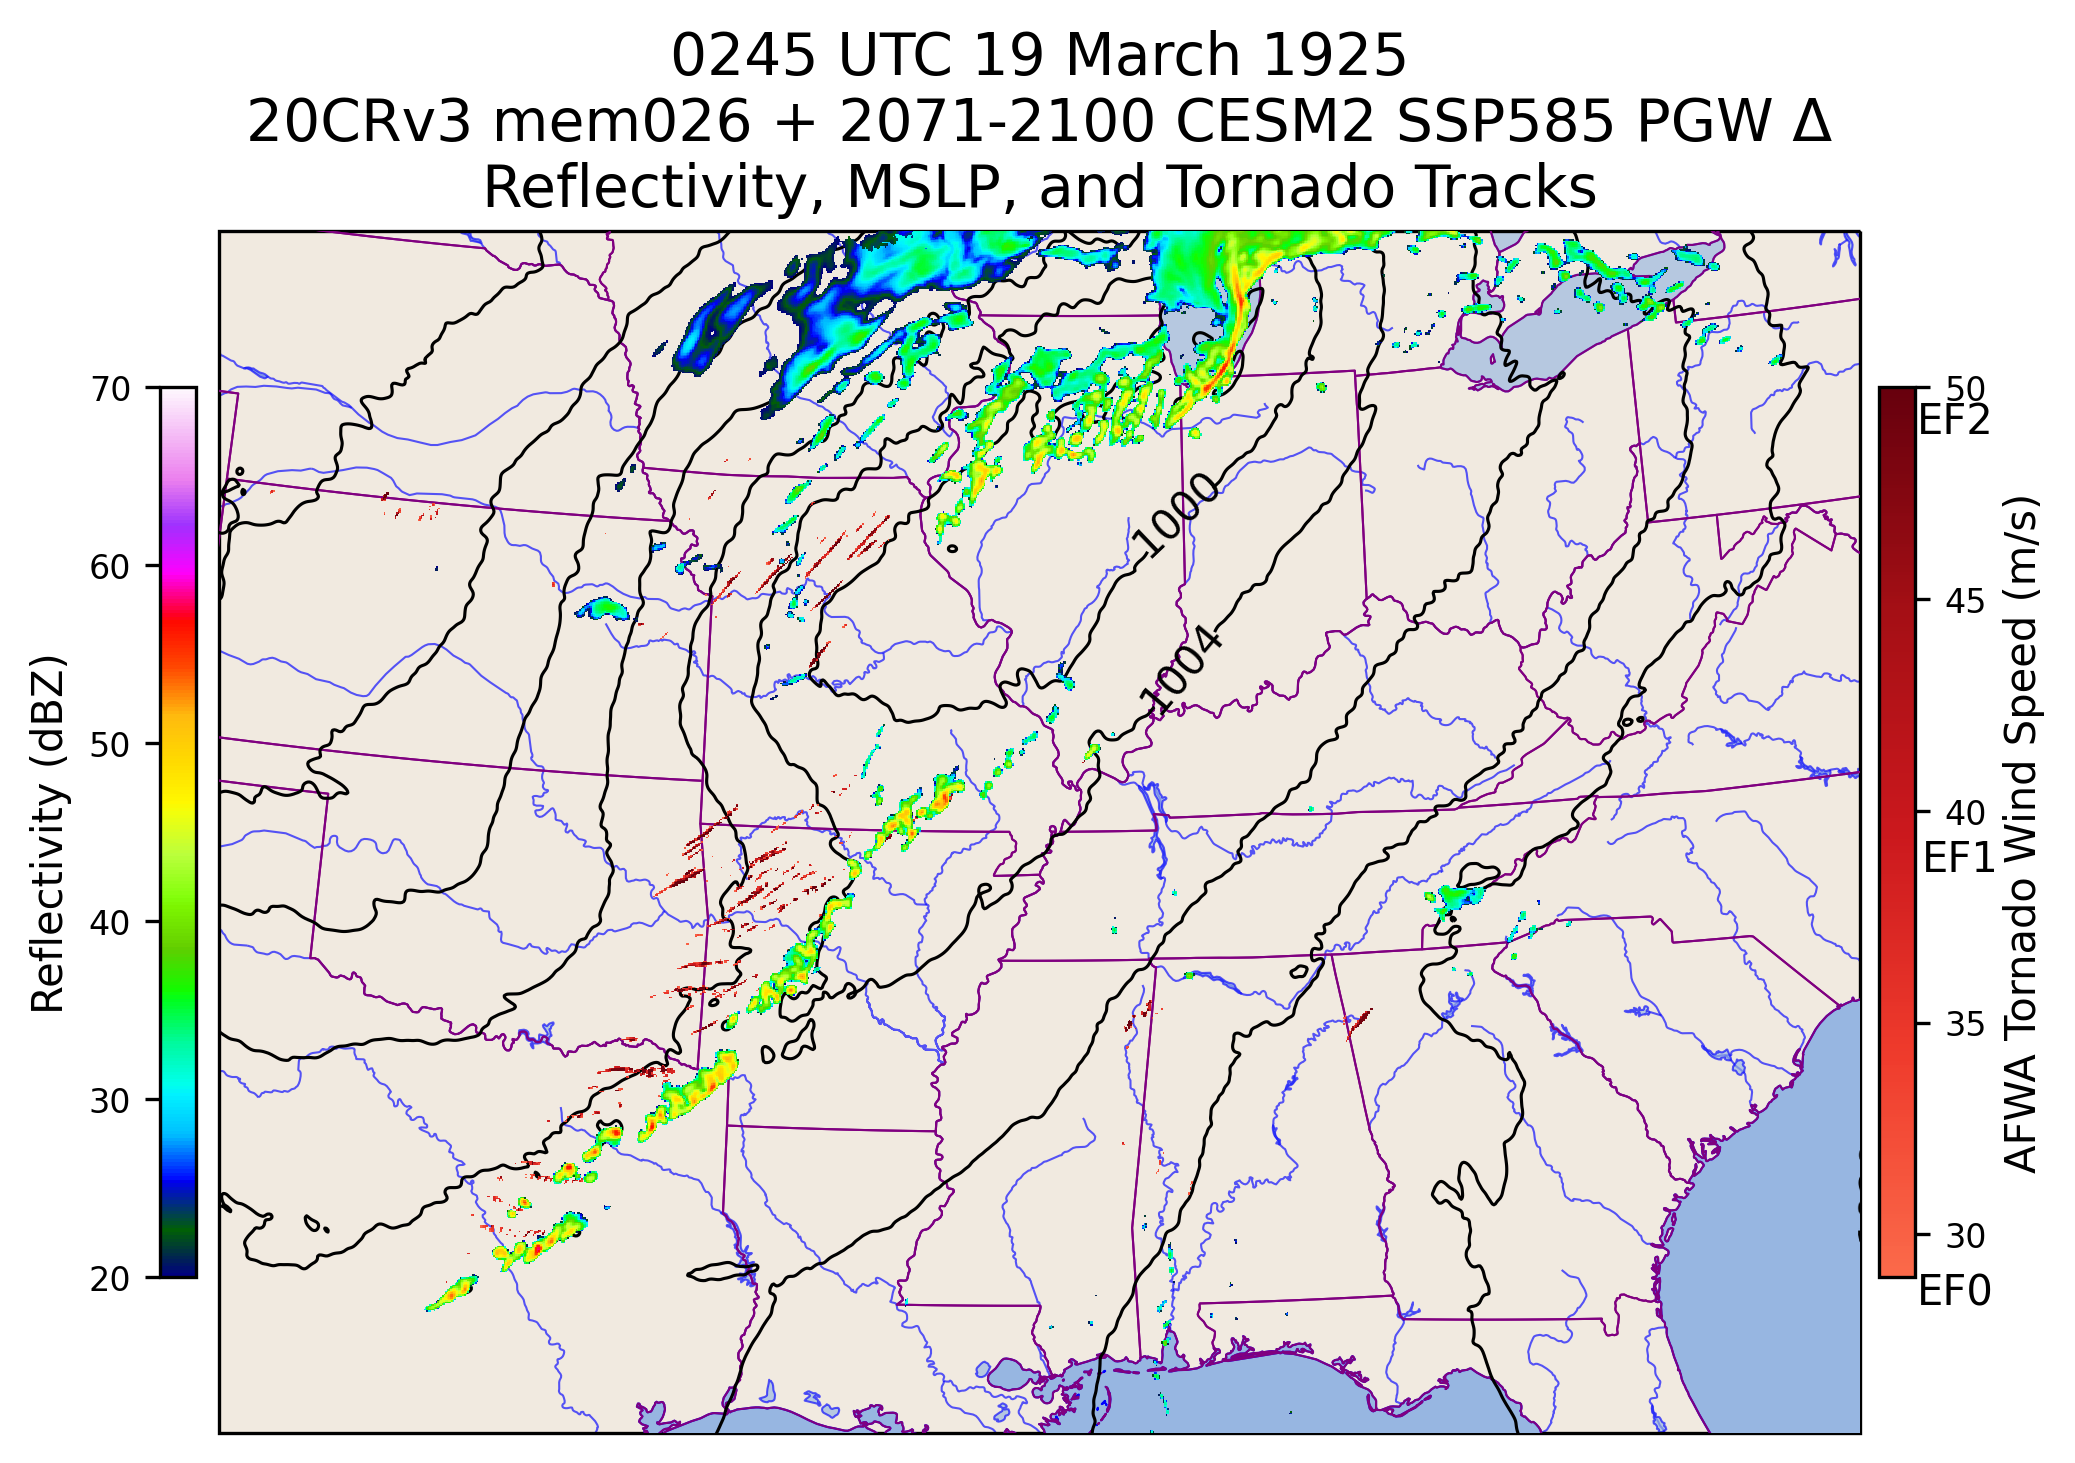 0245 UTC 19 March 1925
20CRv3 mem026 + 2071-2100 CESM2 SSP585 PGW Δ
Reflectivity, MSLP, and Tornado Tracks
70
60
50
40
30
20
Reflectivity (dBZ)
1000
1004
50
EF2
45
40
EF1
35
30
EF0
AFWA Tornado Wind Speed (m/s)